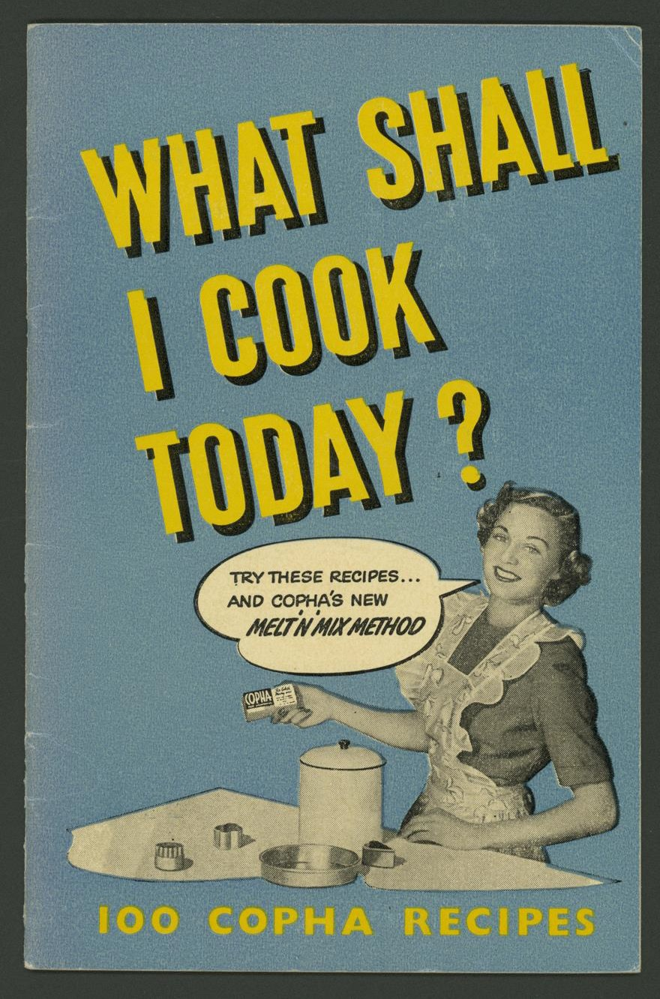 WHAT SHALL
I COOK
TODAY ?
TRY THESE RECIPES...
AND COPHA'S NEW
MELT 'N' MIX METHOD
COPHA
100 COPHA RECIPES